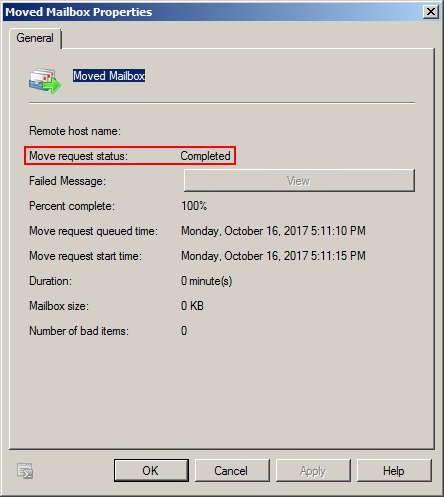 Moved Mailbox Properties
General
Moved Mailbox
Remote host name:
Move request status: Completed
Failed Message: View
Percent complete: 100%
Move request queued time: Monday, October 16, 2017 5:11:10 PM
Move request start time: Monday, October 16, 2017 5:11:15 PM
Duration: 0 minute(s)
Mailbox size: 0 KB
Number of bad items: 0
OK Cancel Apply Help